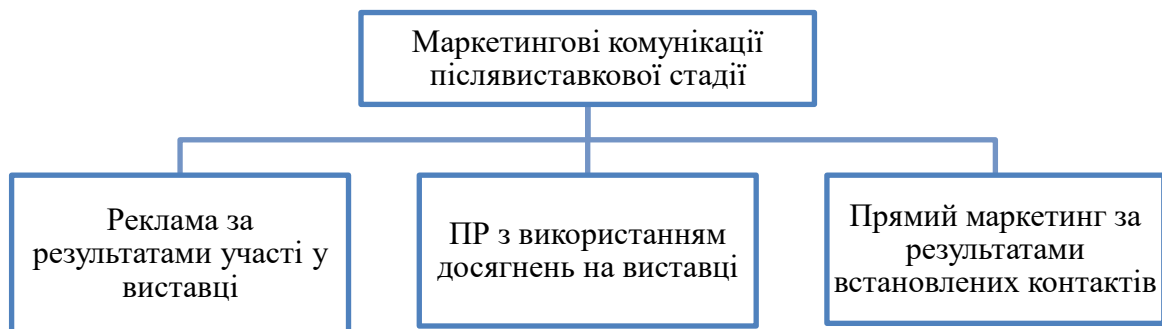 Маркетингові комунікації
післявиставкової стадії
Реклама за
результатами участі у
виставці
ПР з використанням
досягнень на виставці
Прямий маркетинг за
результатами
встановлених контактів